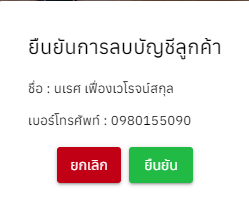 ยืนยันการลบบัญชีลูกค้า
ชื่อ : นเรศ เฟื่องเวโรจน์สกุล
เบอร์โทรศัพท์ : 0980155090
ยกเลิก ยืนยัน